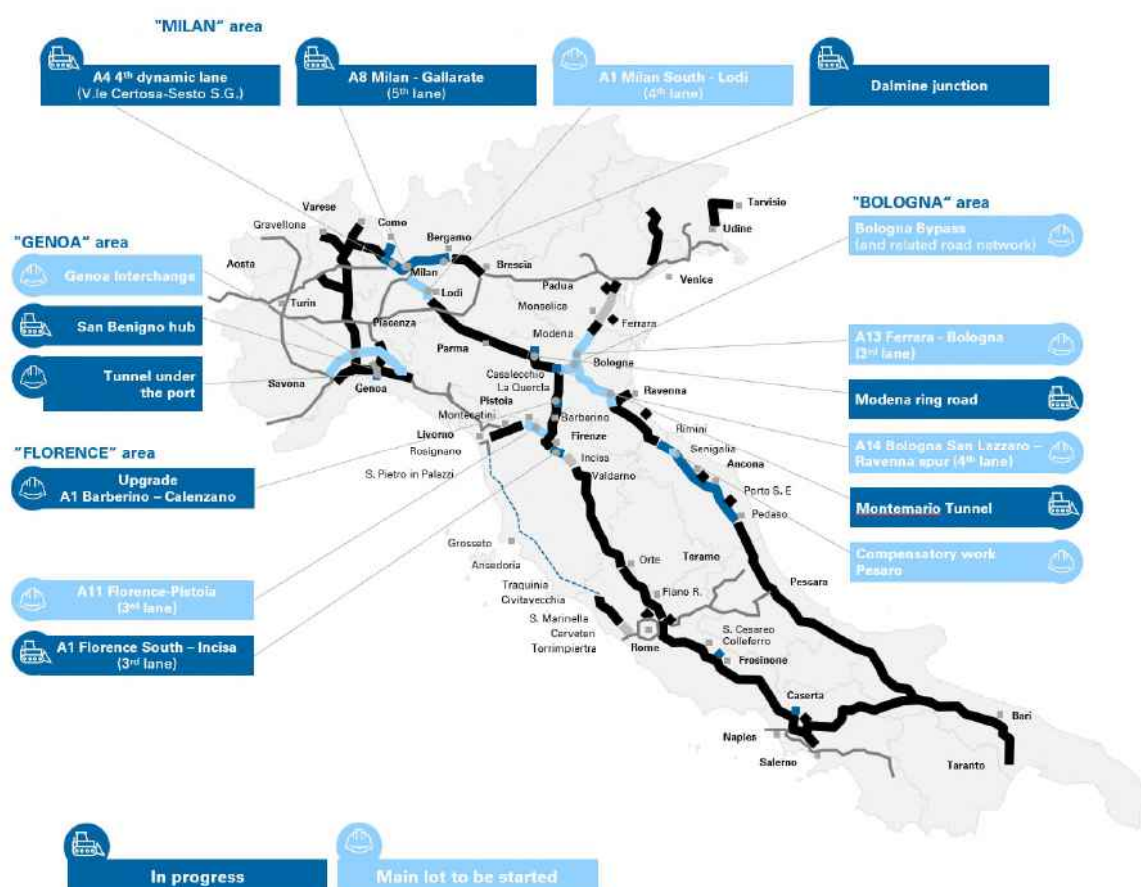 "MILAN" area
A4 4th dynamic lane
(V.le Certosa-Sesto S.G.)
A8 Milan - Gallarate
(5th lane)
A1 Milan South - Lodi
(4th lane)
Dalmine junction
"GENOA" area
Genoa Interchange
San Benigno hub
Tunnel under
the port
"FLORENCE" area
Upgrade
A1 Barberino – Calenzano
A11 Florence-Pistoia
(3rd lane)
A1 Florence South – Incisa
(3rd lane)
"BOLOGNA" area
Bologna Bypass
(and related road network)
A13 Ferrara - Bologna
(3rd lane)
Modena ring road
A14 Bologna San Lazzaro –
Ravenna spur (4th lane)
Montemario Tunnel
Compensatory work
Pesaro
Tarvisio
Udine
Varese
Como
Gravellona
Bergamo
Aosta
Milan
Brescia
Venice
Padua
Lodi
Turin
Monselice
Piacenza
Ferrara
Modena
Parma
Bologna
Savona
Genoa
Casalecchio
La Quercia
Ravenna
Pistoia
Montecatini
Barberino
Rimini
Livorno
Firenze
Senigalia
Rosignano
Incisa
Ancona
S. Pietro in Palazzi
Valdarno
Porto S. E
Pedaso
Grosseto
Ansedonia
Orte
Teramo
Traquinia
Civitavecchia
Fiano R.
Pescara
S. Marinella
Cerveteri
Torrimpietra
Rome
S. Cesareo
Colleferro
Frosinone
Caserta
Naples
Salerno
Bari
Taranto
In progress
Main lot to be started